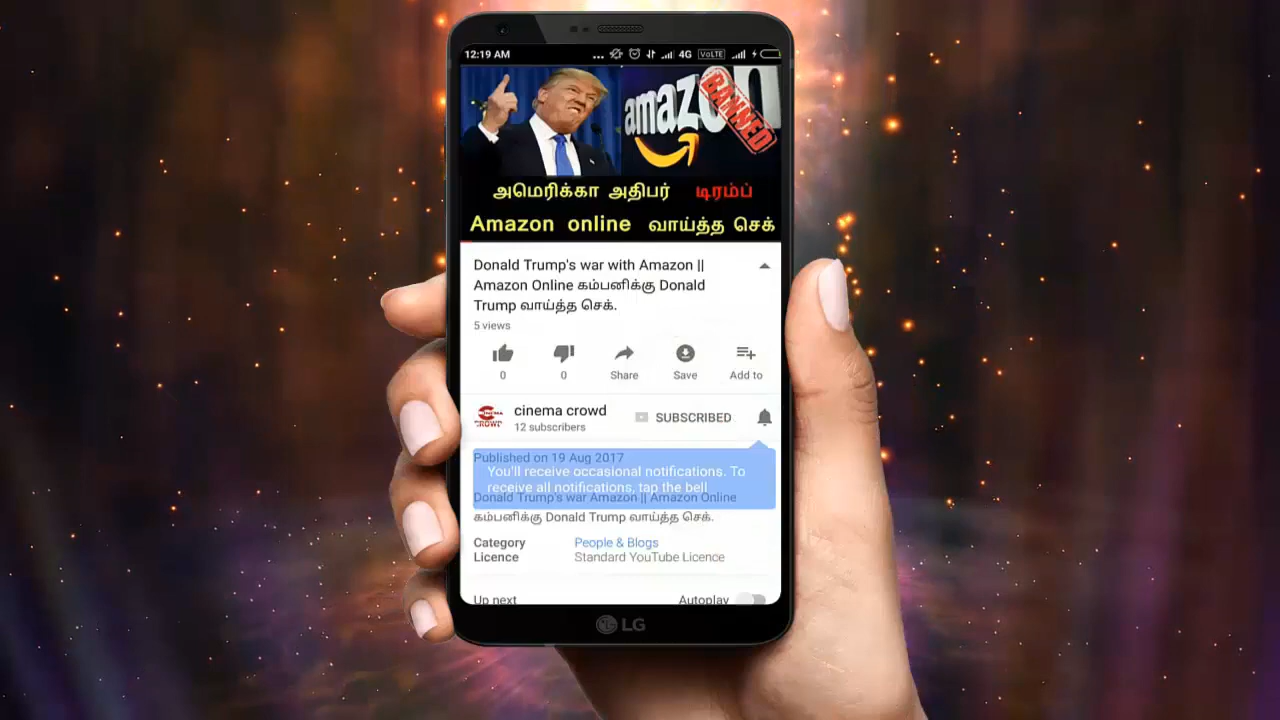 12:19 AM ... 4G VoLTE
amazon
BANNED
அமெரிக்கா அதிபர் டிரம்ப்
Amazon online வாய்த்த செக்
Donald Trump's war with Amazon ||
Amazon Online கம்பனிக்கு Donald
Trump வாய்த்த செக்.
5 views
0 0 Share Save Add to
CINEMA
CROWD
cinema crowd SUBSCRIBED
12 subscribers
Published on 19 Aug 2017
You'll receive occasional notifications. To
receive all notifications, tap the bell
Donald Trump's war Amazon || Amazon Online
கம்பனிக்கு Donald Trump வாய்த்த செக்.
Category People & Blogs
Licence Standard YouTube Licence
Up next Autoplay
LG